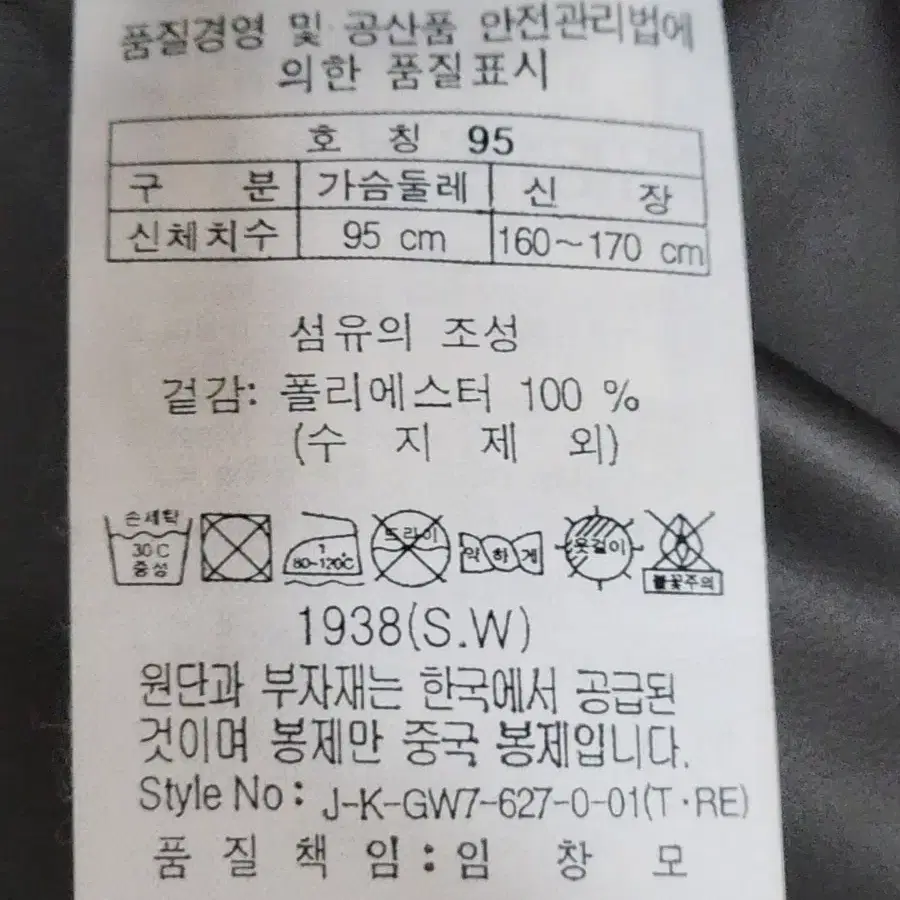 품질경영 및 공산품 안전관리법에
의한 품질표시
호 칭 95
구 분 가슴둘레 신 장
신체치수 95 cm 160~170 cm
섬유의 조성
겉감: 폴리에스터 100 %
(수 지 제 외)
손세탁 30℃ 중성
1 80-120℃
드라이
약하게
옷걸이
불꽃주의
1938(S.W)
원단과 부자재는 한국에서 공급된
것이며 봉제만 중국 봉제입니다.
Style No: J-K-GW7-627-0-01(T·RE)
품 질 책 임 : 임 창 모